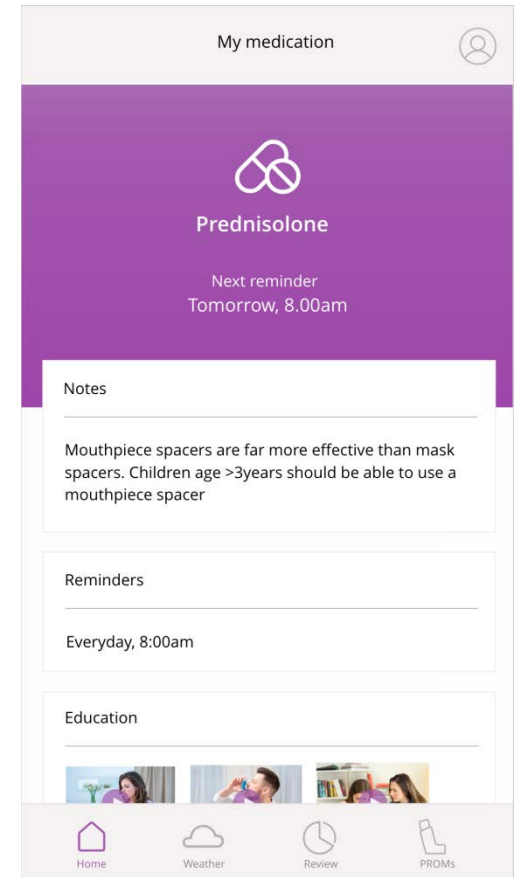 My medication
Prednisolone
Next reminder
Tomorrow, 8.00am
Notes
Mouthpiece spacers are far more effective than mask
spacers. Children age >3years should be able to use a
mouthpiece spacer
Reminders
Everyday, 8:00am
Education
Home
Weather
Review
PROMs